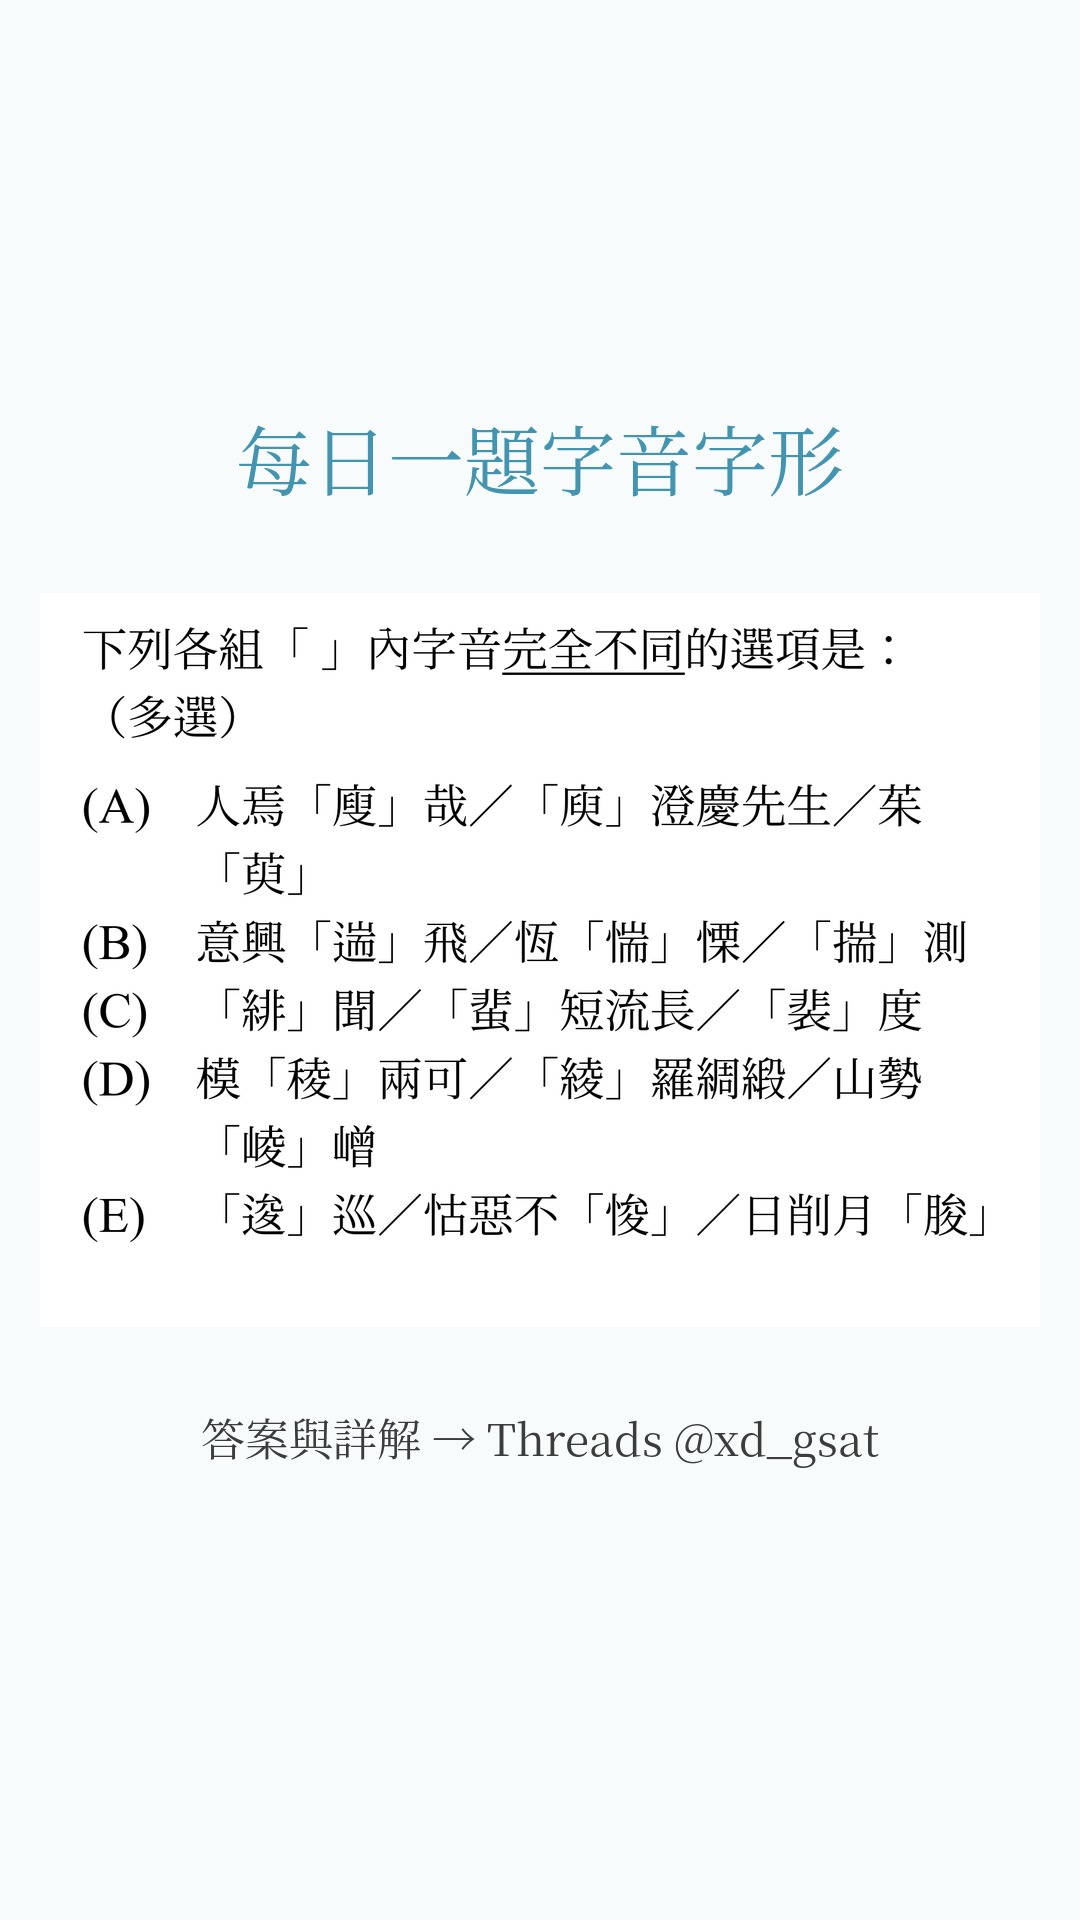 每日一題字音字形
下列各組「 」內字音完全不同的選項是：
（多選）
(A) 人焉「廋」哉／「庾」澄慶先生／茱
「萸」
(B) 意興「遄」飛／恆「惴」慄／「揣」測
(C) 「緋」聞／「蜚」短流長／「裴」度
(D) 模「稜」兩可／「綾」羅綢緞／山勢
「崚」嶒
(E) 「逡」巡／怙惡不「悛」／日削月「朘」
答案與詳解 → Threads @xd_gsat